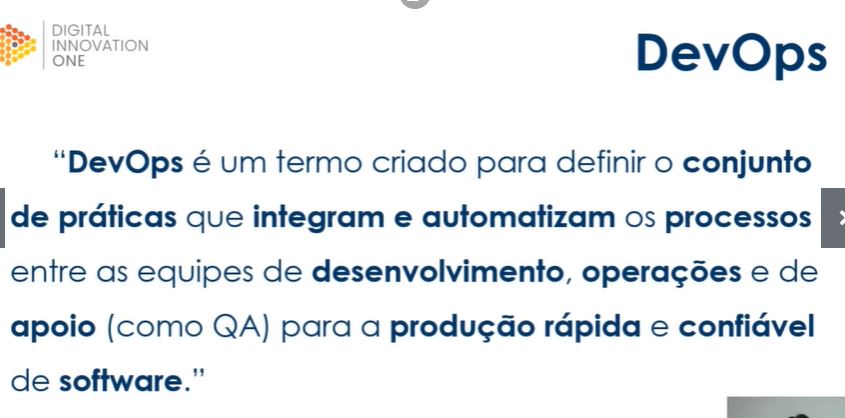 DIGITAL
INNOVATION
ONE
DevOps
“DevOps é um termo criado para definir o conjunto
de práticas que integram e automatizam os processos
entre as equipes de desenvolvimento, operações e de
apoio (como QA) para a produção rápida e confiável
de software.”